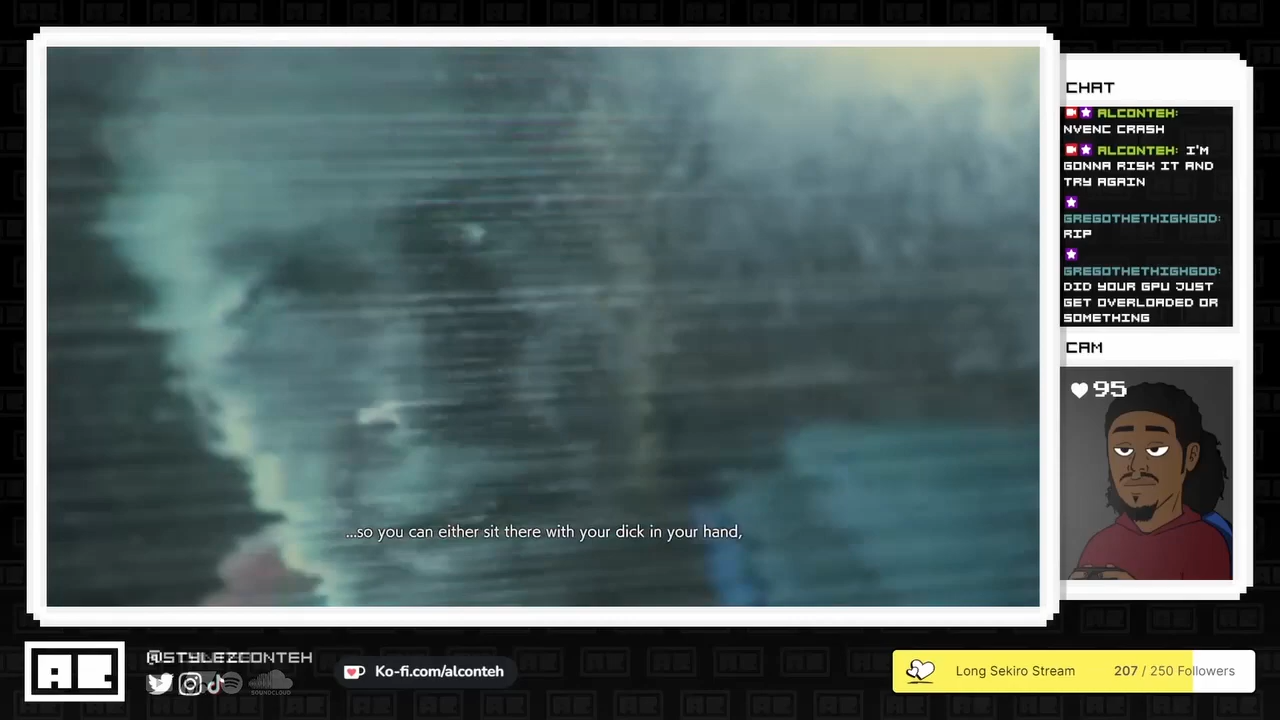 CHAT
ALCONTEH:
NVENC CRASH
ALCONTEH: I'M
GONNA RISK IT AND
TRY AGAIN
GREGOTHETHIGHGOD:
RIP
GREGOTHETHIGHGOD:
DID YOUR GPU JUST
GET OVERLOADED OR
SOMETHING
CAM
95
...so you can either sit there with your dick in your hand,
AC
@STYLEZCONTEH
SOUNDCLOUD
Ko-fi.com/alconteh
Long Sekiro Stream 207 / 250 Followers